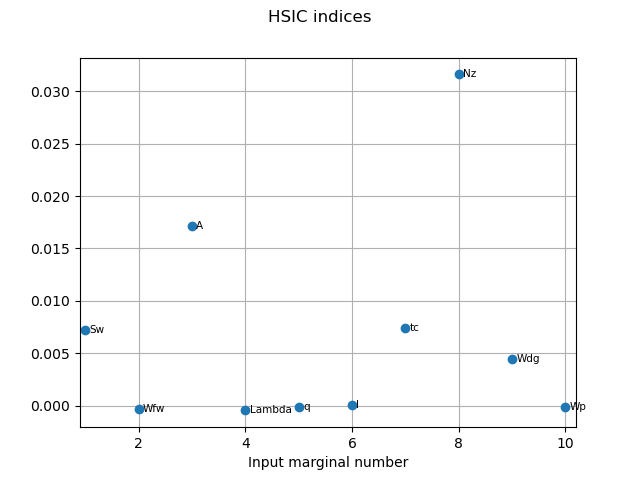 HSIC indices
0.030
0.025
0.020
0.015
0.010
0.005
0.000
Nz
A
Sw
tc
Wdg
Wfw
Lambda
q
l
Wp
2
4
6
8
10
Input marginal number